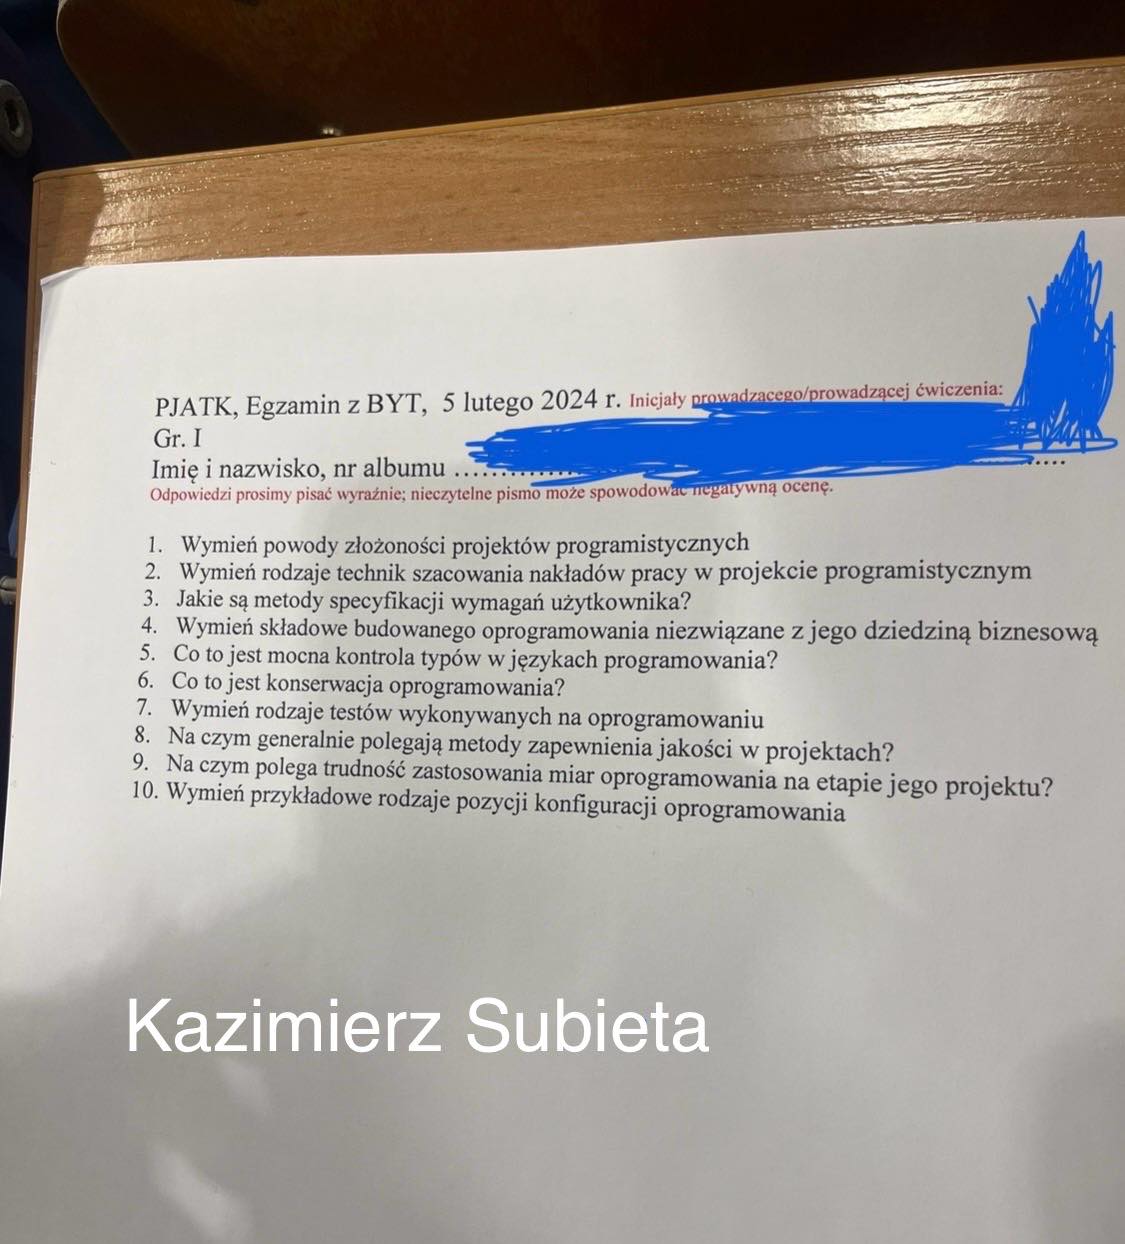 PJATK, Egzamin z BYT, 5 lutego 2024 r. Inicjały prowadzącego/prowadzącej ćwiczenia:
Gr. I
Imię i nazwisko, nr albumu ..................
Odpowiedzi prosimy pisać wyraźnie; nieczytelne pismo może spowodować negatywną ocenę.
1. Wymień powody złożoności projektów programistycznych
2. Wymień rodzaje technik szacowania nakładów pracy w projekcie programistycznym
3. Jakie są metody specyfikacji wymagań użytkownika?
4. Wymień składowe budowanego oprogramowania niezwiązane z jego dziedziną biznesową
5. Co to jest mocna kontrola typów w językach programowania?
6. Co to jest konserwacja oprogramowania?
7. Wymień rodzaje testów wykonywanych na oprogramowaniu
8. Na czym generalnie polegają metody zapewnienia jakości w projektach?
9. Na czym polega trudność zastosowania miar oprogramowania na etapie jego projektu?
10. Wymień przykładowe rodzaje pozycji konfiguracji oprogramowania
Kazimierz Subieta